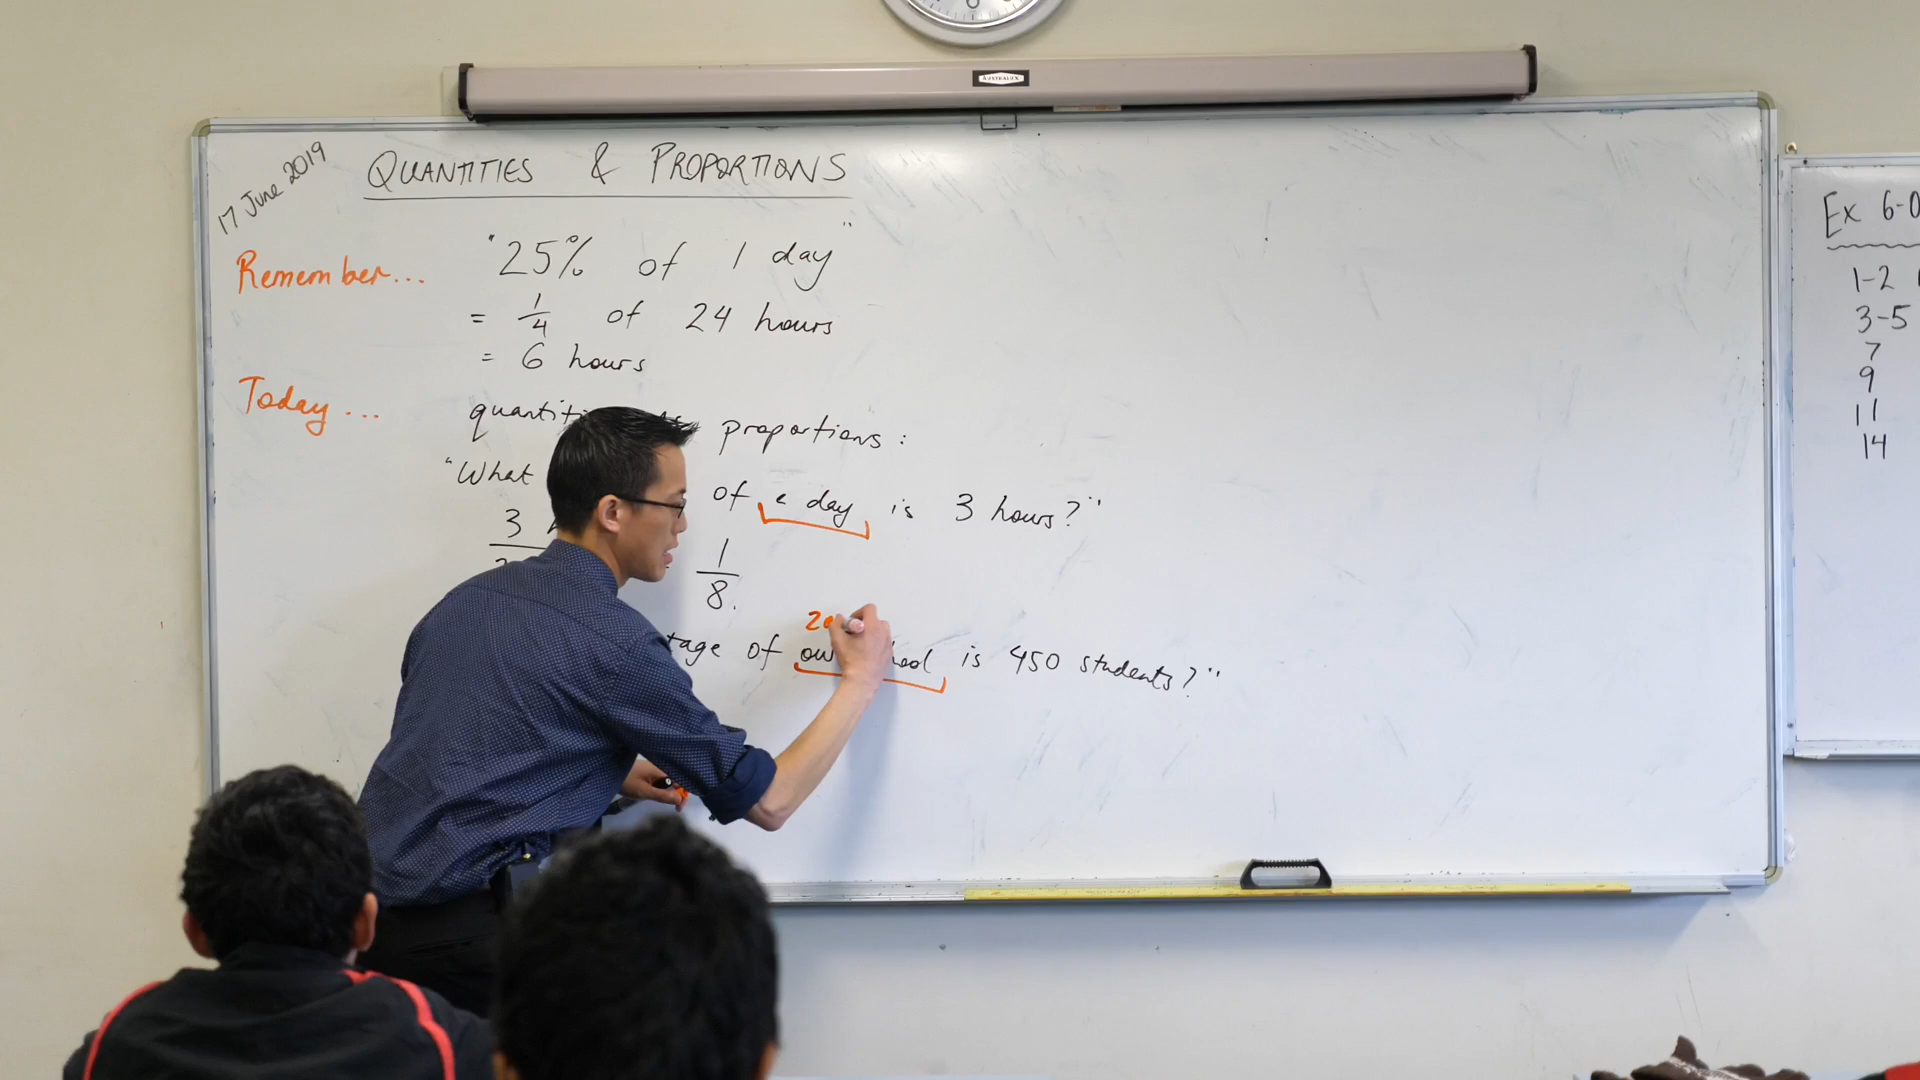 AUSTRALUX
17 June 2019
QUANTITIES & PROPORTIONS
Remember...
"25% of 1 day"
= 1/4 of 24 hours
= 6 hours
Today...
proportions:
"What of a day is 3 hours?"
3
1/8.
of is 450 students?"
Ex 6-0
1-2
3-5
7
9
11
14